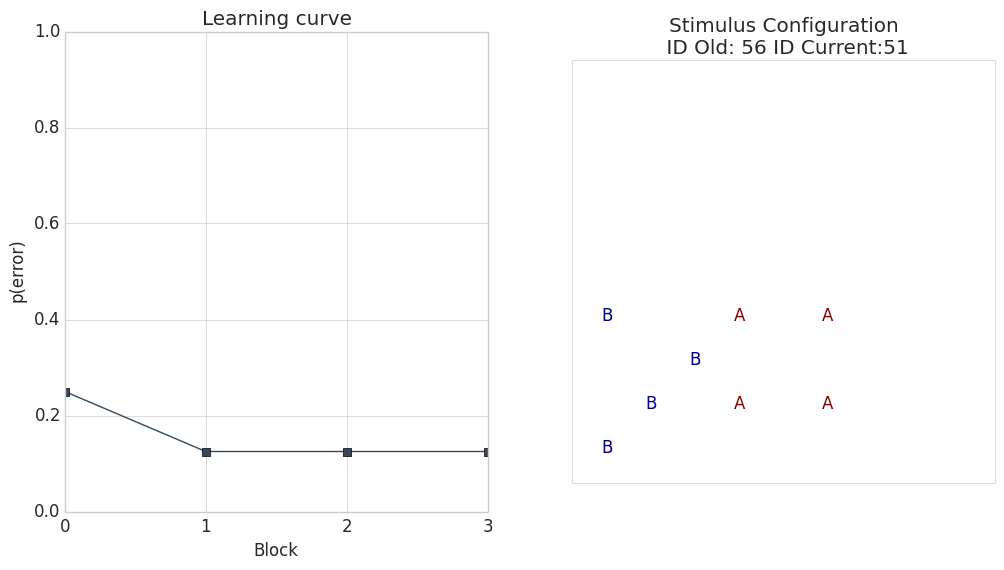 Learning curve
1.0
0.8
0.6
0.4
0.2
0.0
p(error)
0 1 2 3
Block
Stimulus Configuration
ID Old: 56 ID Current:51
B A A
B
B A A
B